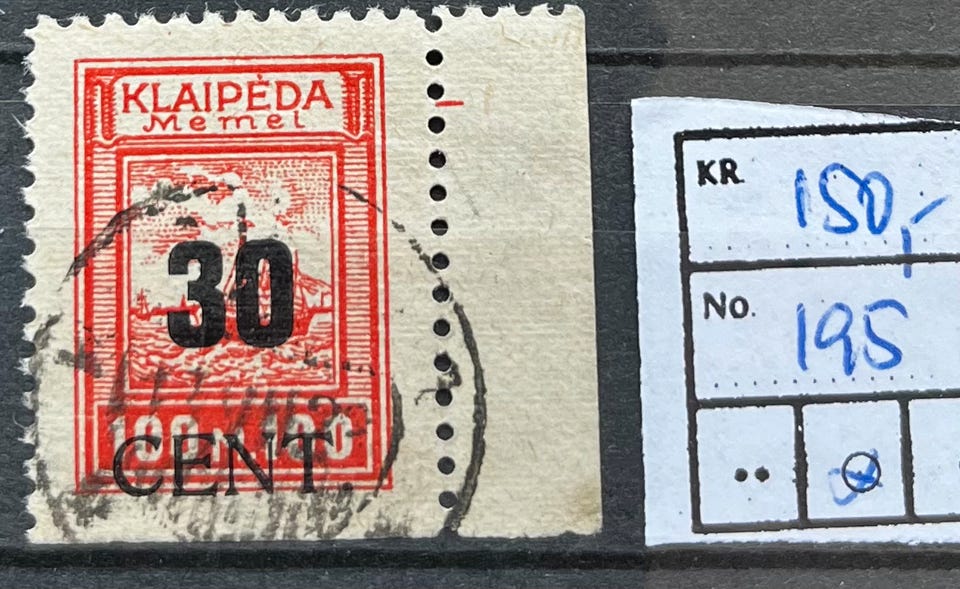 KLAIPĖDA
Memel
30
CENT.
KR. 150,-
No. 195